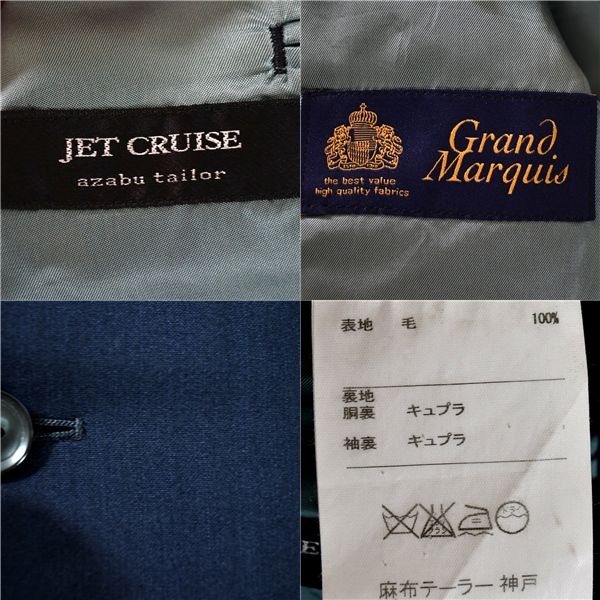 JET CRUISE
azabu tailor
the best value
high quality fabrics
Grand
Marquis
表地 毛 100%
裏地
胴裏 キュプラ
袖裏 キュプラ
麻布テーラー 神戸